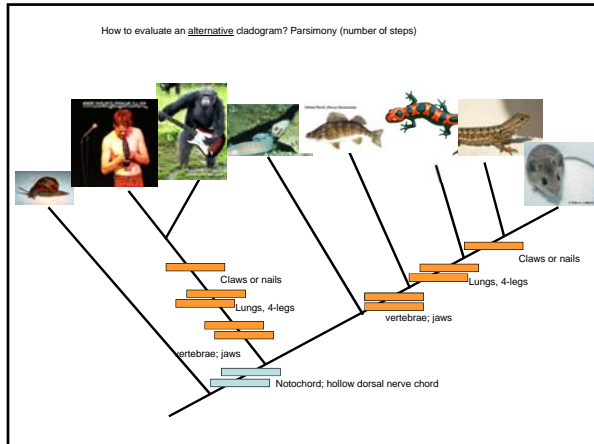 How to evaluate an alternative cladogram? Parsimony (number of steps)
Claws or nails
Claws or nails
Lungs, 4-legs
Lungs, 4-legs
vertebrae; jaws
vertebrae; jaws
Notochord; hollow dorsal nerve chord